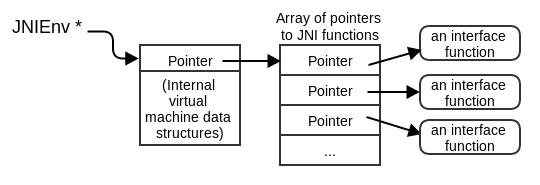 JNIEnv *
Pointer
(Internal
virtual
machine data
structures)
Array of pointers
to JNI functions
Pointer
Pointer
Pointer
...
an interface
function
an interface
function
an interface
function